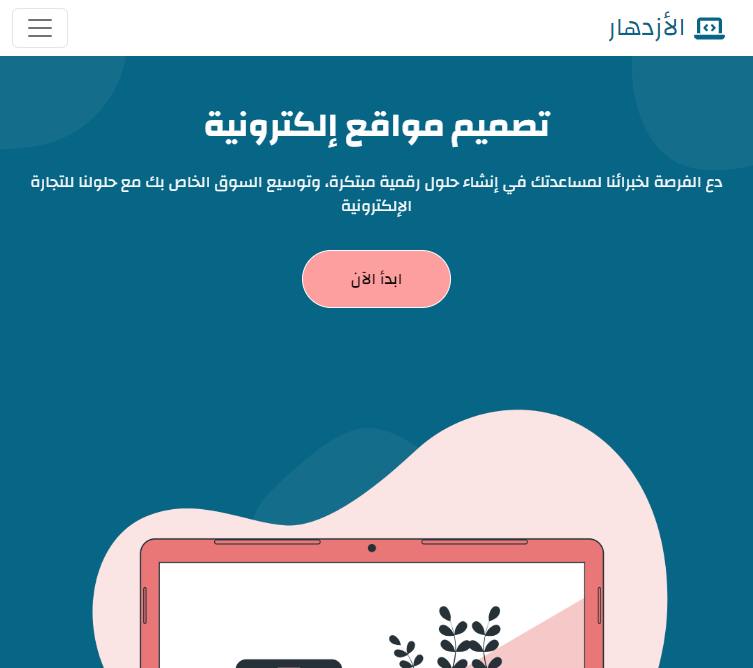 الأزدهار
تصميم مواقع إلكترونية
دع الفرصة لخبرائنا لمساعدتك في إنشاء حلول رقمية مبتكرة، وتوسيع السوق الخاص بك مع حلولنا للتجارة
الإلكترونية
ابدأ الآن